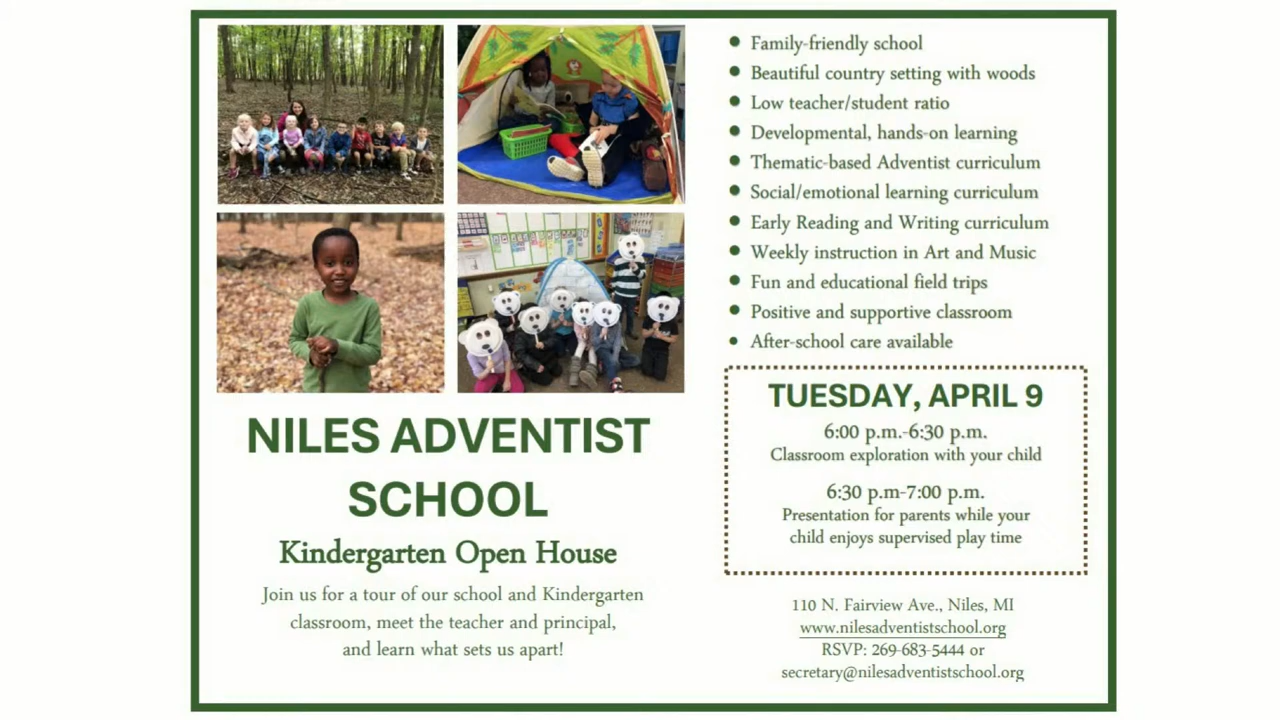 Family-friendly school
Beautiful country setting with woods
Low teacher/student ratio
Developmental, hands-on learning
Thematic-based Adventist curriculum
Social/emotional learning curriculum
Early Reading and Writing curriculum
Weekly instruction in Art and Music
Fun and educational field trips
Positive and supportive classroom
After-school care available
NILES ADVENTIST
SCHOOL
Kindergarten Open House
Join us for a tour of our school and Kindergarten
classroom, meet the teacher and principal,
and learn what sets us apart!
TUESDAY, APRIL 9
6:00 p.m.-6:30 p.m.
Classroom exploration with your child
6:30 p.m-7:00 p.m.
Presentation for parents while your
child enjoys supervised play time
110 N. Fairview Ave., Niles, MI
www.nilesadventistschool.org
RSVP: 269-683-5444 or
secretary@nilesadventistschool.org